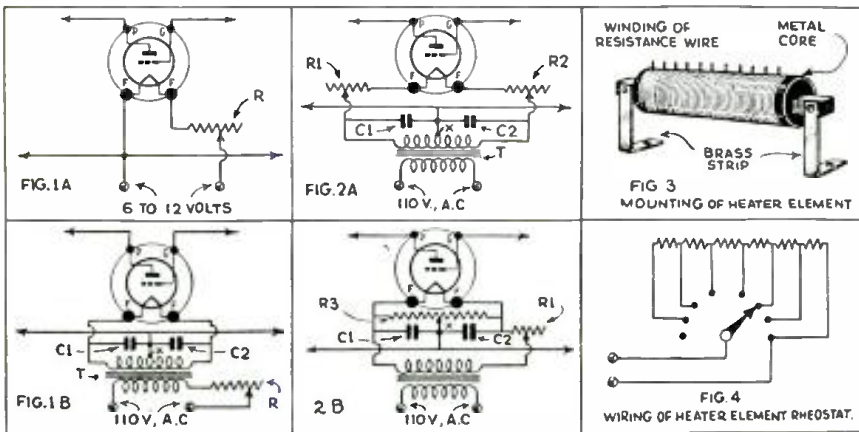 P G
F F
R
FIG.1A
6 TO 12 VOLTS
P G
R1 R2
F F
C1 X C2
T
FIG.2A
110 V., A.C
WINDING OF
RESISTANCE WIRE
METAL
CORE
BRASS
STRIP
FIG 3
MOUNTING OF HEATER ELEMENT
P G
F F
C1 X C2
T
R
FIG.1B
110 V, A.C
F F
R3 R1
X
C1 C2
2 B
110 V, A.C
FIG.4
WIRING OF HEATER ELEMENT RHEOSTAT.